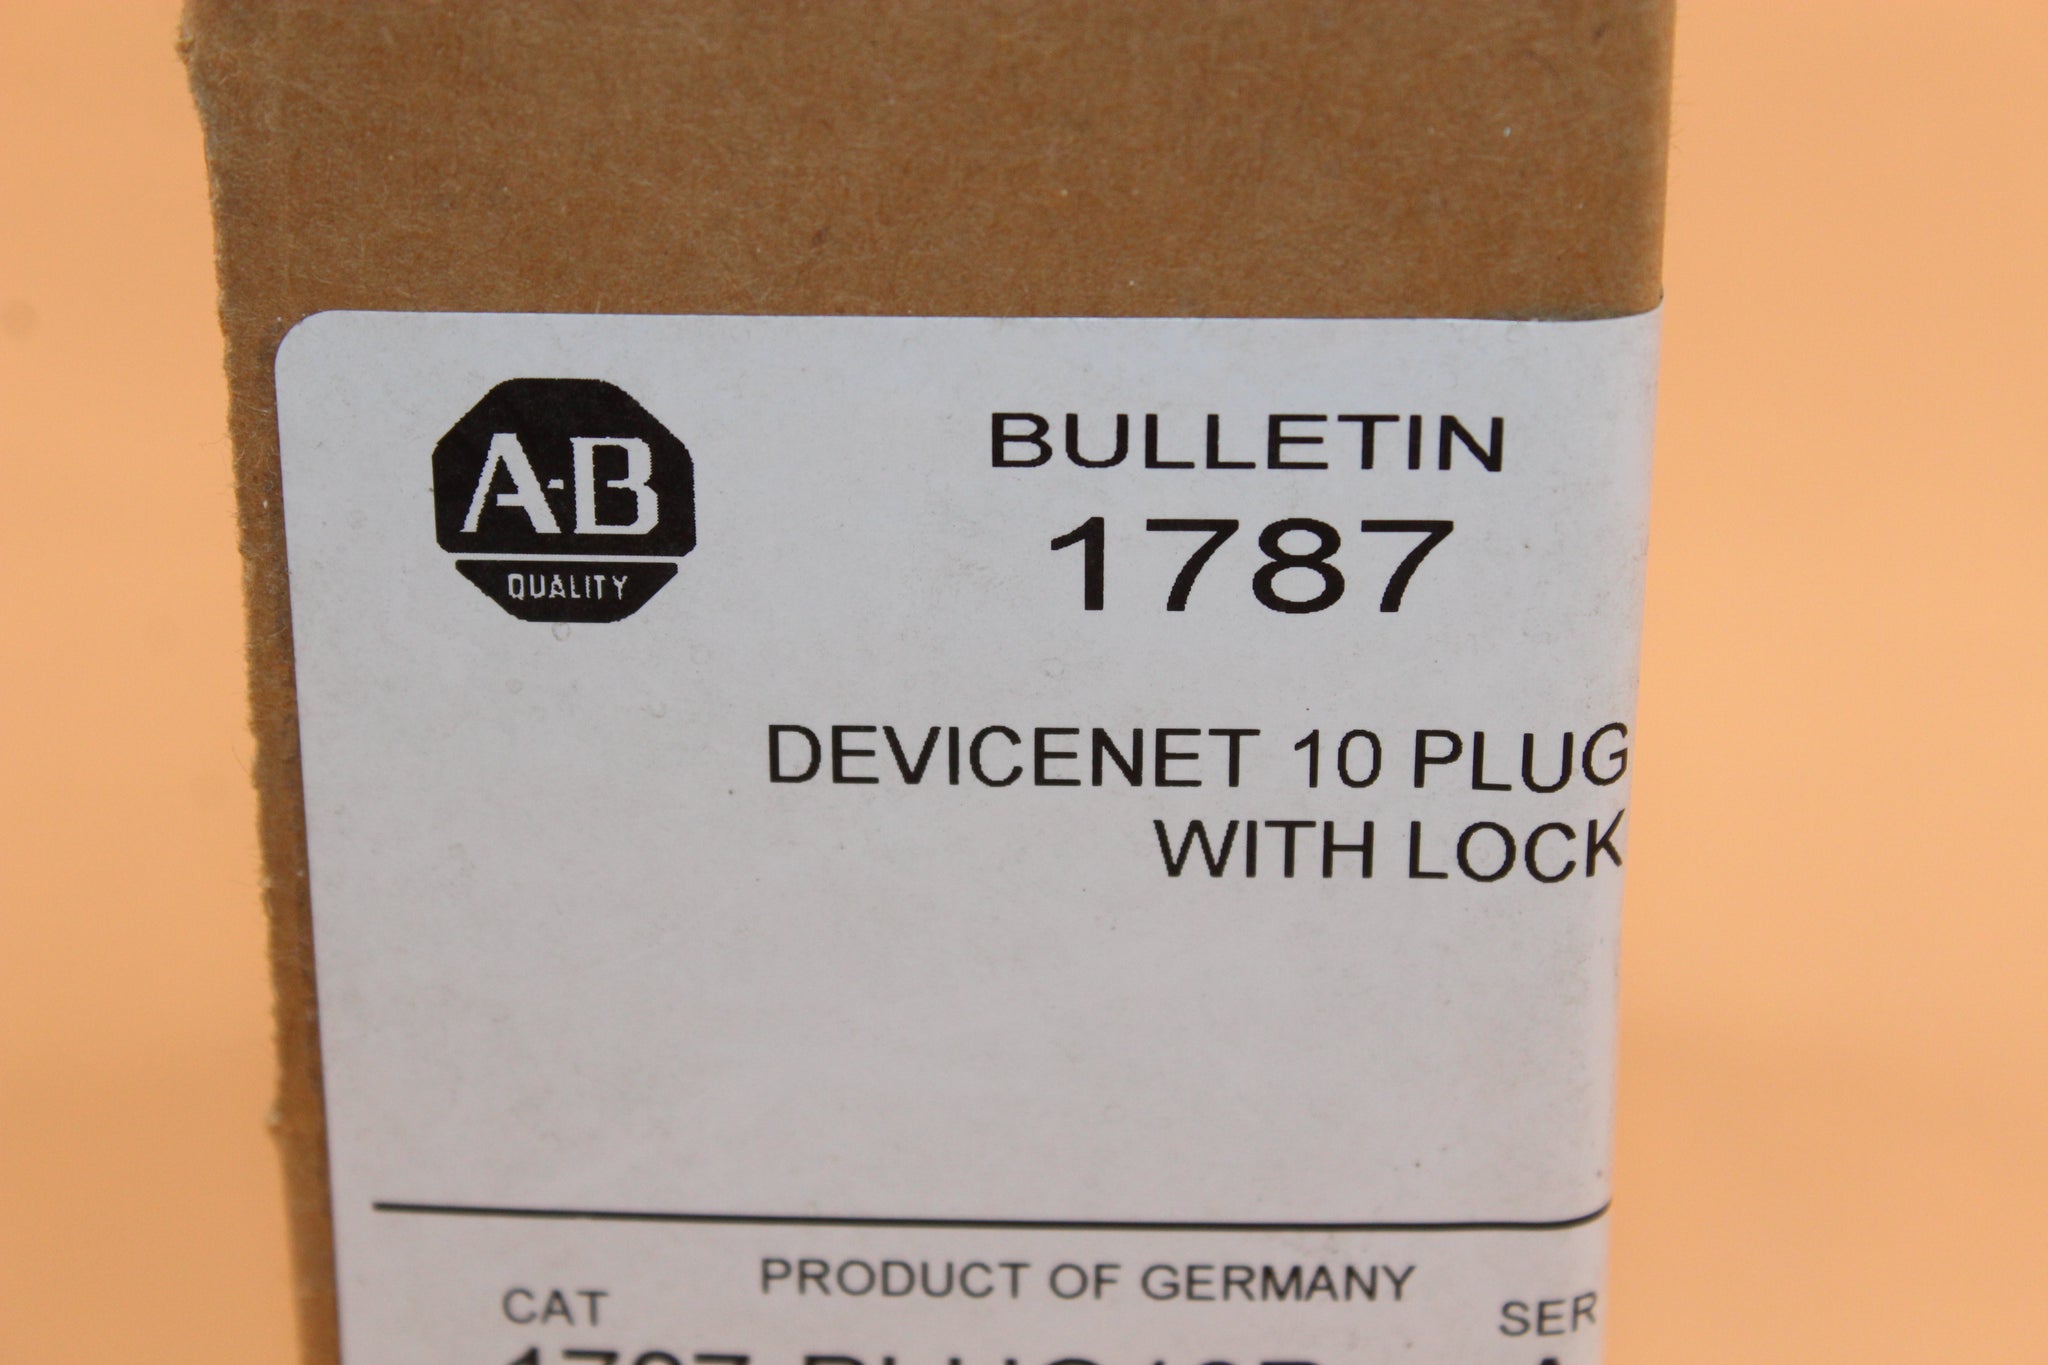 A-B
QUALITY
BULLETIN
1787
DEVICENET 10 PLUG
WITH LOCK
PRODUCT OF GERMANY
CAT
SER